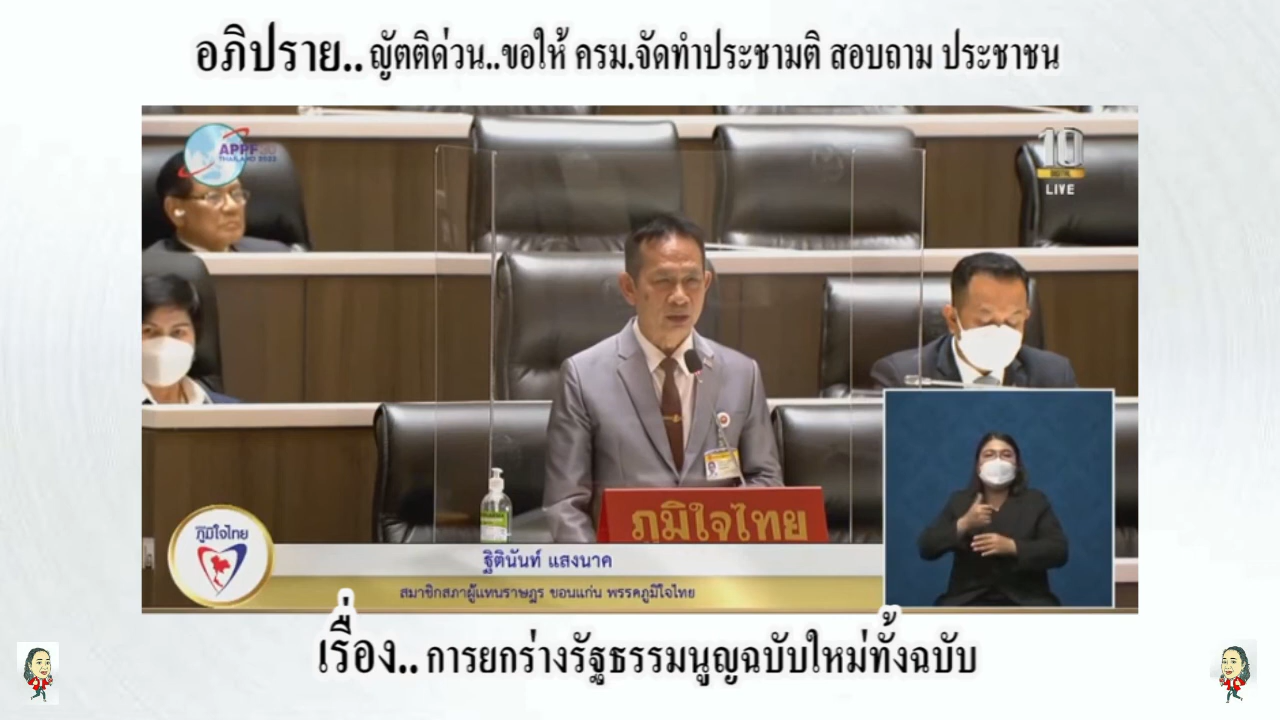 อภิปราย.. ญัตติด่วน..ขอให้ ครม.จัดทำประชามติ สอบถาม ประชาชน
APPF30
THAILAND 2022
10
DIGITAL
LIVE
ภูมิใจไทย
ภูมิใจไทย
ฐิตินันท์ แสงนาค
สมาชิกสภาผู้แทนราษฎร ขอนแก่น พรรคภูมิใจไทย
เรื่อง.. การยกร่างรัฐธรรมนูญฉบับใหม่ทั้งฉบับ